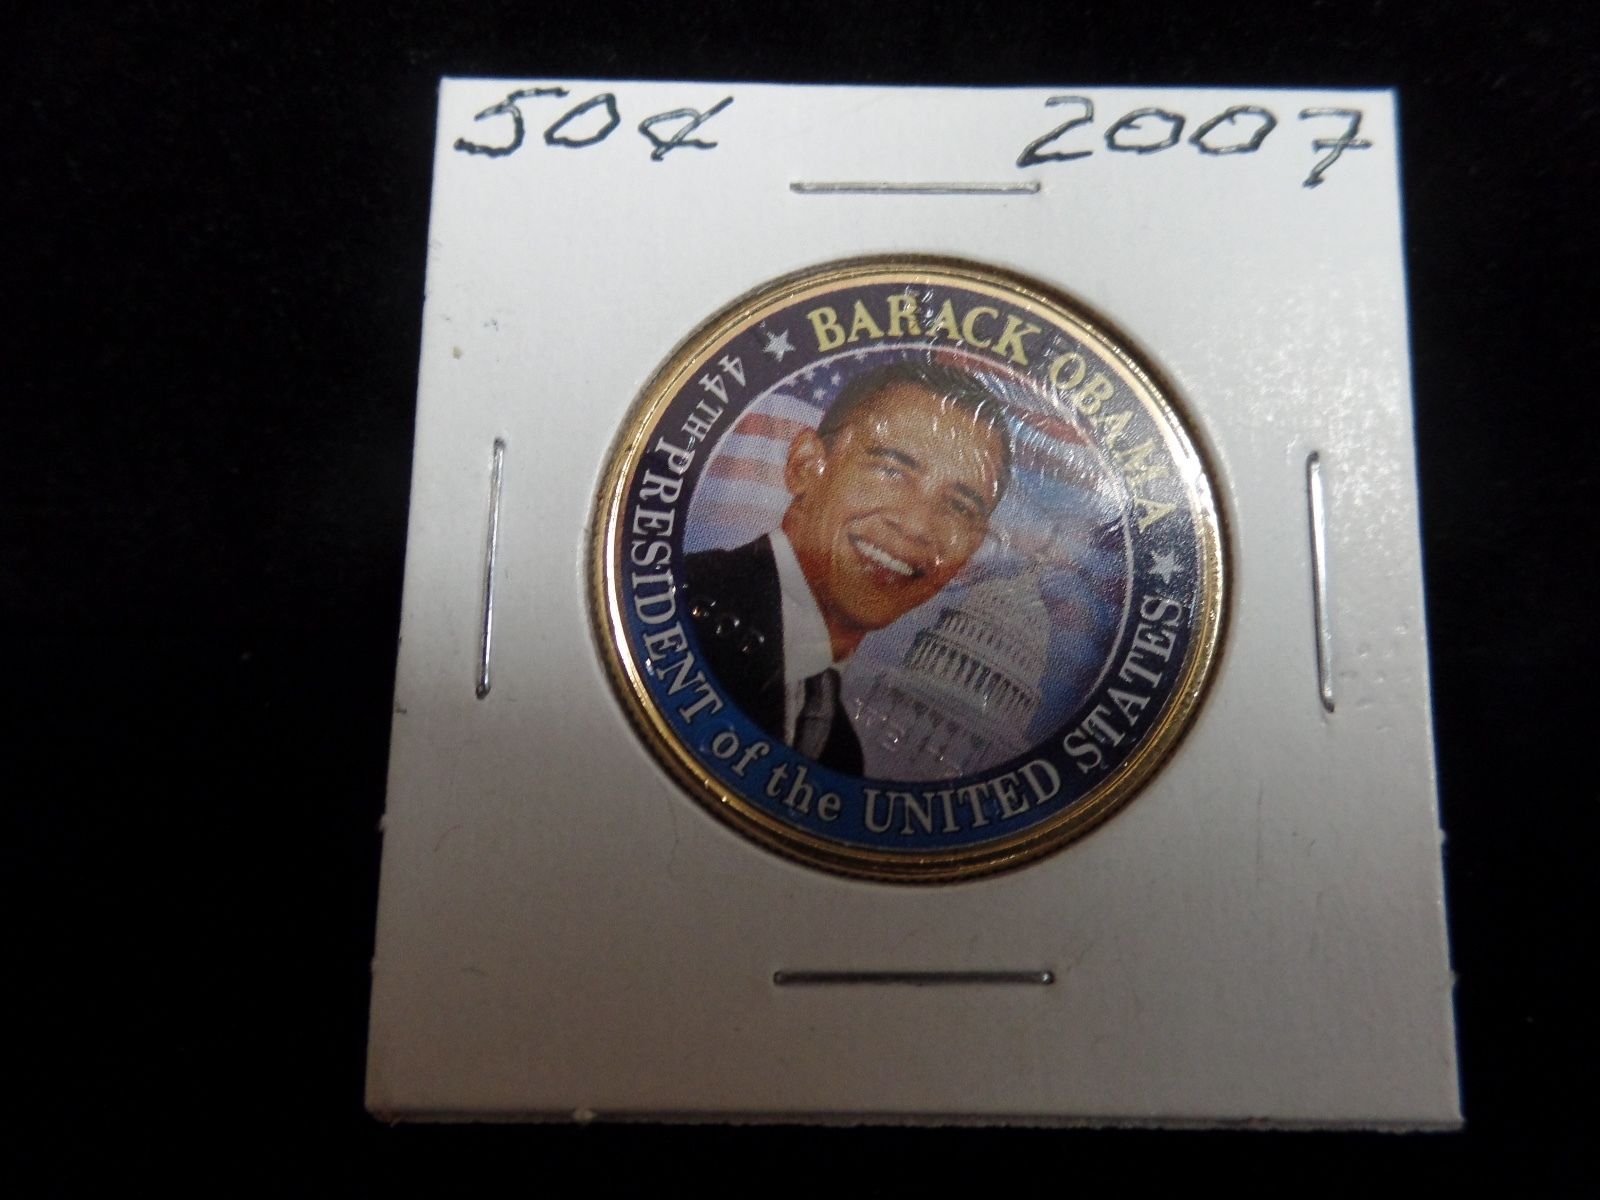 50¢ 2007
★ BARACK OBAMA ★
44TH PRESIDENT of the UNITED STATES